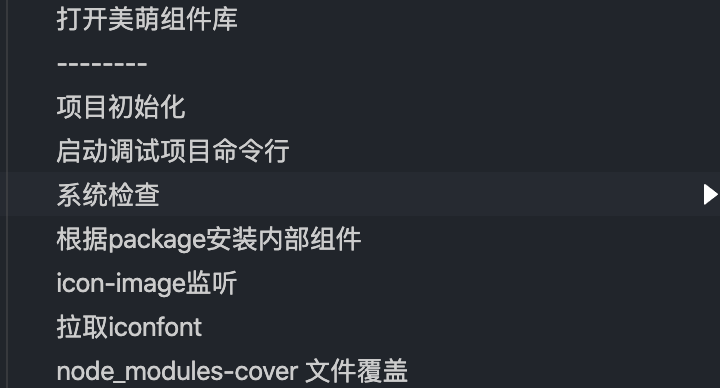 打开美萌组件库
--------
项目初始化
启动调试项目命令行
系统检查
根据package安装内部组件
icon-image监听
拉取iconfont
node_modules-cover 文件覆盖